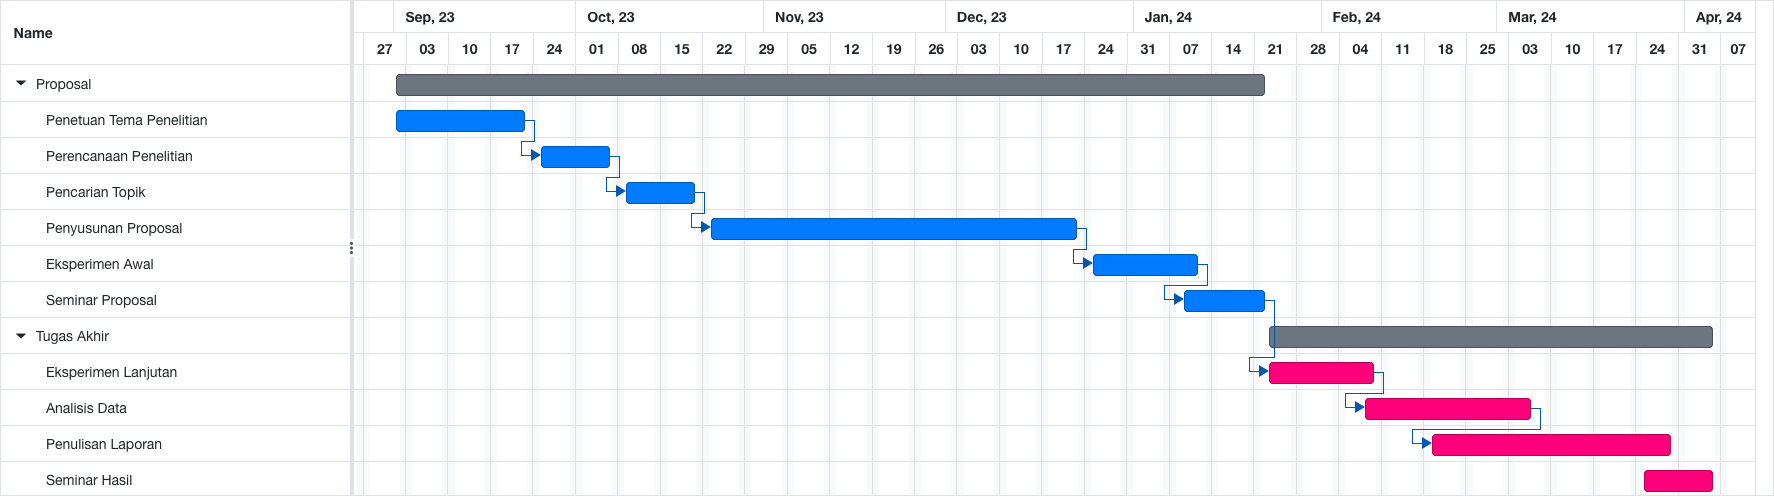 Name
Sep, 23 Oct, 23 Nov, 23 Dec, 23 Jan, 24 Feb, 24 Mar, 24 Apr, 24
27 03 10 17 24 01 08 15 22 29 05 12 19 26 03 10 17 24 31 07 14 21 28 04 11 18 25 03 10 17 24 31 07
Proposal
Penetuan Tema Penelitian
Perencanaan Penelitian
Pencarian Topik
Penyusunan Proposal
Eksperimen Awal
Seminar Proposal
Tugas Akhir
Eksperimen Lanjutan
Analisis Data
Penulisan Laporan
Seminar Hasil